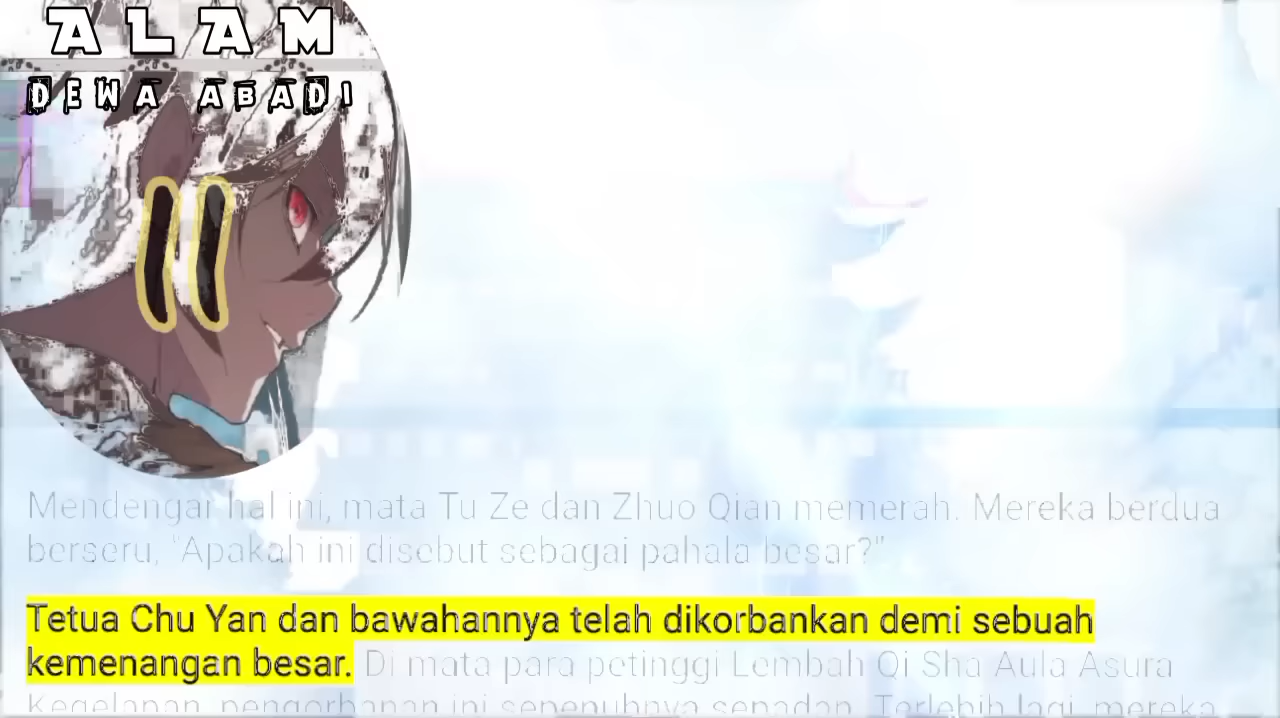 ALAM
DEWA ABADI
Mendengar hal ini, mata Tu Ze dan Zhuo Qian memerah. Mereka berdua
berseru, "Apakah ini disebut sebagai pahala besar?"
Tetua Chu Yan dan bawahannya telah dikorbankan demi sebuah
kemenangan besar. Di mata para petinggi Lembah Qi Sha Aula Asura
Kegelapan, pengorbanan ini sepenuhnya sepadan. Terlebih lagi, mereka